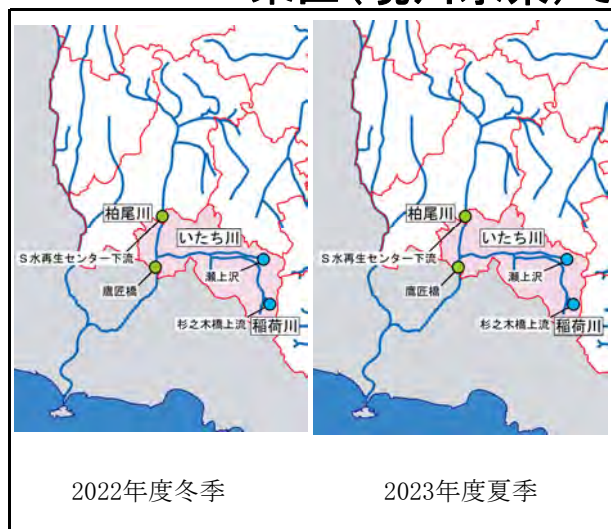 柏尾川
いたち川
S水再生センター下流
瀬上沢
鷹匠橋
杉之木橋上流
稲荷川
柏尾川
いたち川
S水再生センター下流
瀬上沢
鷹匠橋
杉之木橋上流
稲荷川
2022年度冬季
2023年度夏季